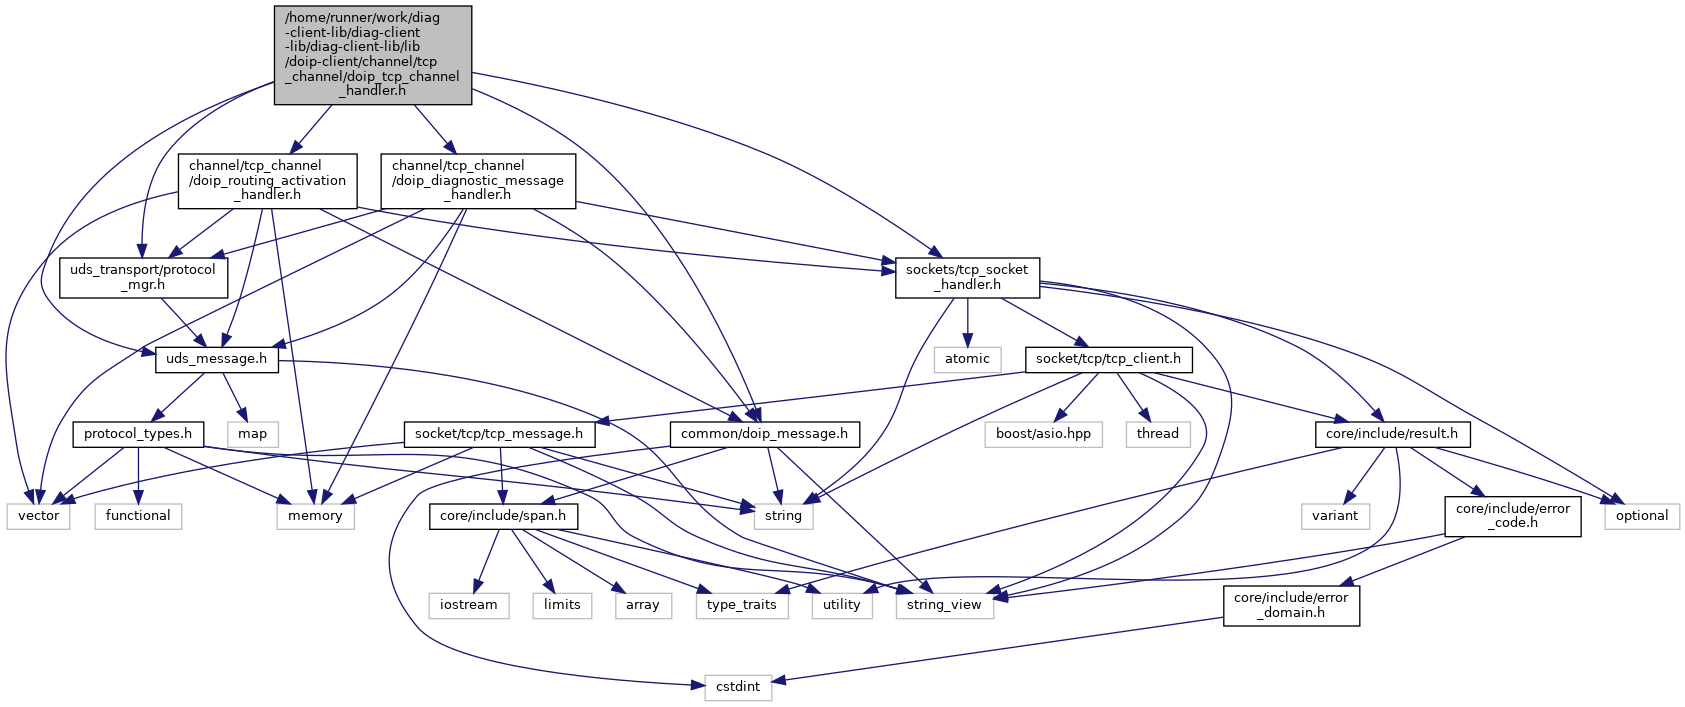 /home/runner/work/diag
-client-lib/diag-client
-lib/diag-client-lib/lib
/doip-client/channel/tcp
_channel/doip_tcp_channel
_handler.h
channel/tcp_channel
/doip_routing_activation
_handler.h
channel/tcp_channel
/doip_diagnostic_message
_handler.h
uds_transport/protocol
_mgr.h
sockets/tcp_socket
_handler.h
uds_message.h
atomic
socket/tcp/tcp_client.h
protocol_types.h
map
socket/tcp/tcp_message.h
common/doip_message.h
boost/asio.hpp
thread
core/include/result.h
vector
functional
memory
core/include/span.h
string
variant
core/include/error
_code.h
optional
iostream
limits
array
type_traits
utility
string_view
core/include/error
_domain.h
cstdint